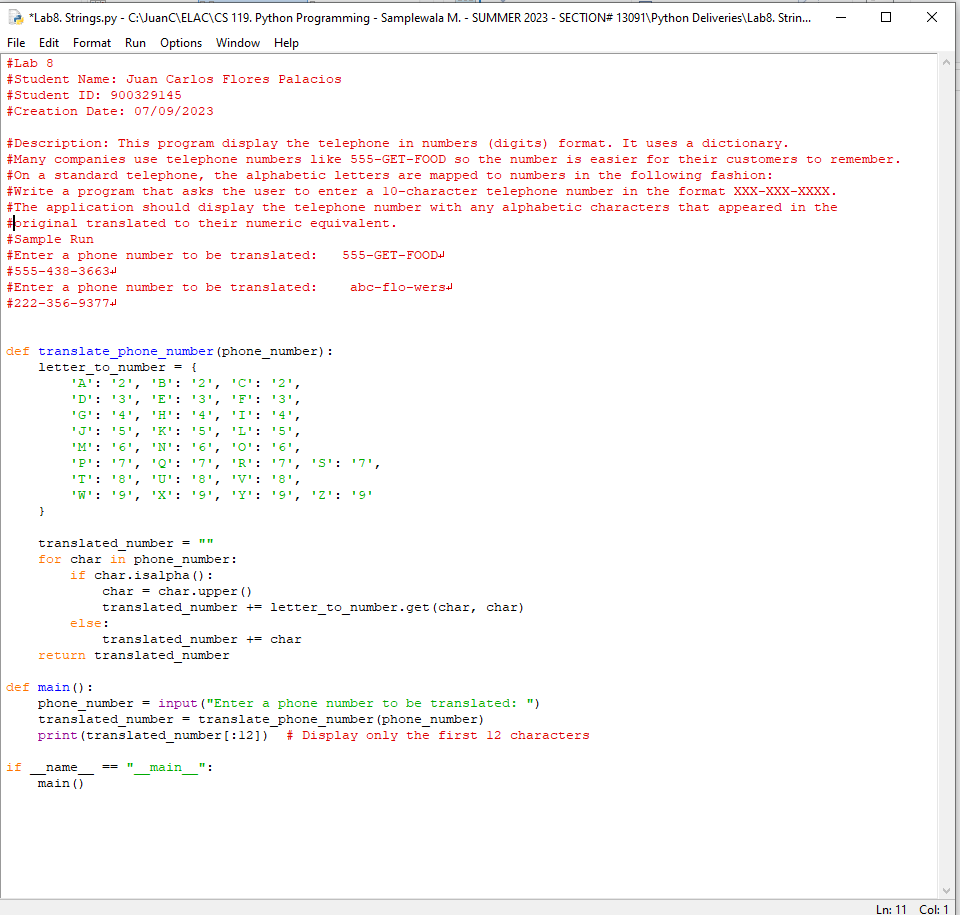 *Lab8. Strings.py - C:\JuanC\ELAC\CS 119. Python Programming - Samplewala M. - SUMMER 2023 - SECTION# 13091\Python Deliveries\Lab8. Strin...
File Edit Format Run Options Window Help
#Lab 8
#Student Name: Juan Carlos Flores Palacios
#Student ID: 900329145
#Creation Date: 07/09/2023

#Description: This program display the telephone in numbers (digits) format. It uses a dictionary.
#Many companies use telephone numbers like 555-GET-FOOD so the number is easier for their customers to remember.
#On a standard telephone, the alphabetic letters are mapped to numbers in the following fashion:
#Write a program that asks the user to enter a 10-character telephone number in the format XXX-XXX-XXXX.
#The application should display the telephone number with any alphabetic characters that appeared in the
#original translated to their numeric equivalent.
#Sample Run
#Enter a phone number to be translated:   555-GET-FOOD↵
#555-438-3663↵
#Enter a phone number to be translated:    abc-flo-wers↵
#222-356-9377↵

def translate_phone_number(phone_number):
    letter_to_number = {
        'A': '2', 'B': '2', 'C': '2',
        'D': '3', 'E': '3', 'F': '3',
        'G': '4', 'H': '4', 'I': '4',
        'J': '5', 'K': '5', 'L': '5',
        'M': '6', 'N': '6', 'O': '6',
        'P': '7', 'Q': '7', 'R': '7', 'S': '7',
        'T': '8', 'U': '8', 'V': '8',
        'W': '9', 'X': '9', 'Y': '9', 'Z': '9'
    }

    translated_number = ""
    for char in phone_number:
        if char.isalpha():
            char = char.upper()
            translated_number += letter_to_number.get(char, char)
        else:
            translated_number += char
    return translated_number

def main():
    phone_number = input("Enter a phone number to be translated: ")
    translated_number = translate_phone_number(phone_number)
    print(translated_number[:12])  # Display only the first 12 characters

if __name__ == "__main__":
    main()
Ln: 11 Col: 1